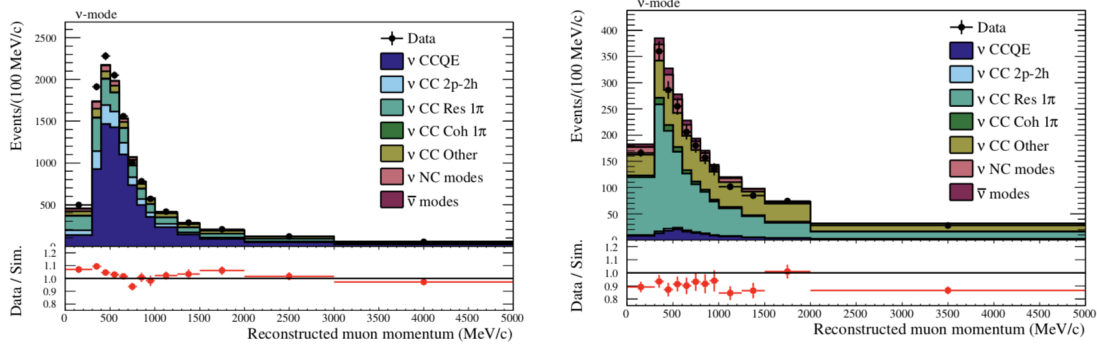 ν-mode
Events/(100 MeV/c)
2500
2000
1500
1000
500
Data
ν CCQE
ν CC 2p-2h
ν CC Res 1π
ν CC Coh 1π
ν CC Other
ν NC modes
ν̅ modes
Data / Sim.
1.2
1.1
1.0
0.9
0.8
0 500 1000 1500 2000 2500 3000 3500 4000 4500 5000
Reconstructed muon momentum (MeV/c)
ν-mode
Events/(100 MeV/c)
400
350
300
250
200
150
100
50
Data
ν CCQE
ν CC 2p-2h
ν CC Res 1π
ν CC Coh 1π
ν CC Other
ν NC modes
ν̅ modes
Data / Sim.
1.2
1.1
1.0
0.9
0.8
0 500 1000 1500 2000 2500 3000 3500 4000 4500 5000
Reconstructed muon momentum (MeV/c)